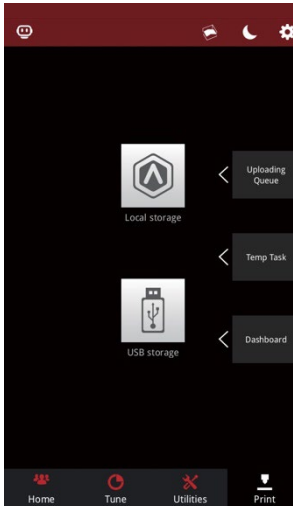 Uploading
Queue
Local storage
Temp Task
Dashboard
USB storage
Home
Tune
Utilities
Print